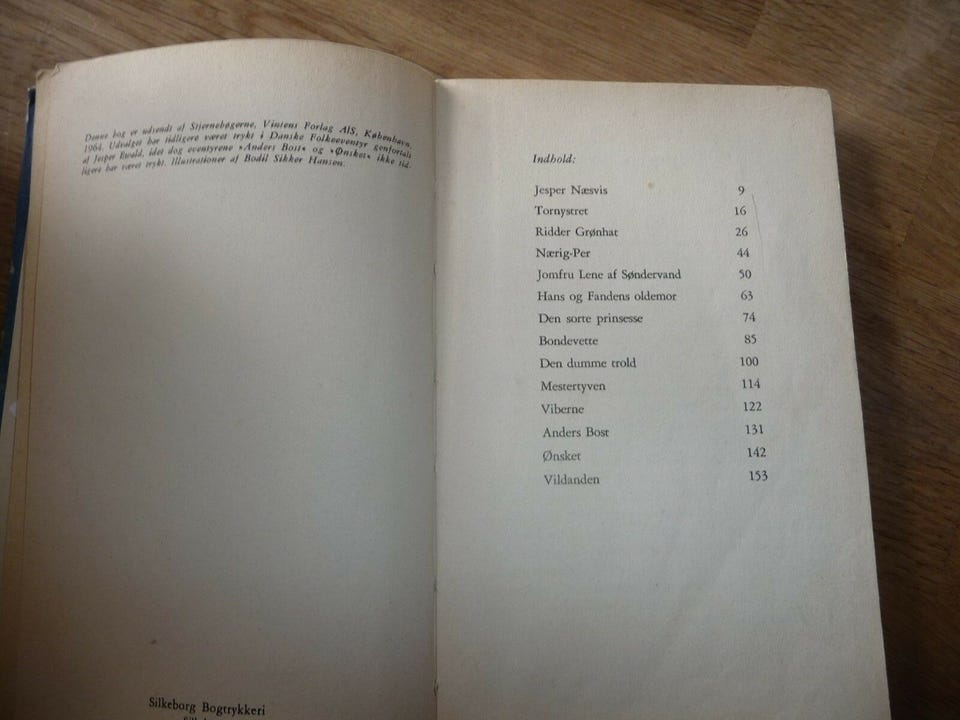 Denne bog er udsendt af Stjernebøgerne, Vintens Forlag A/S, København,
1964. Udvalget har tidligere været trykt i Danske Folkeeventyr genfortalt
af Jesper Ewald, idet dog eventyrene »Anders Bost« og »Ønsket« ikke tid-
ligere har været trykt. Illustrationer af Bodil Sikker Hansen.
Silkeborg Bogtrykkeri
Indhold:
Jesper Næsvis 9
Tornystret 16
Ridder Grønhat 26
Nærig-Per 44
Jomfru Lene af Søndervand 50
Hans og Fandens oldemor 63
Den sorte prinsesse 74
Bondevette 85
Den dumme trold 100
Mestertyven 114
Viberne 122
Anders Bost 131
Ønsket 142
Vildanden 153